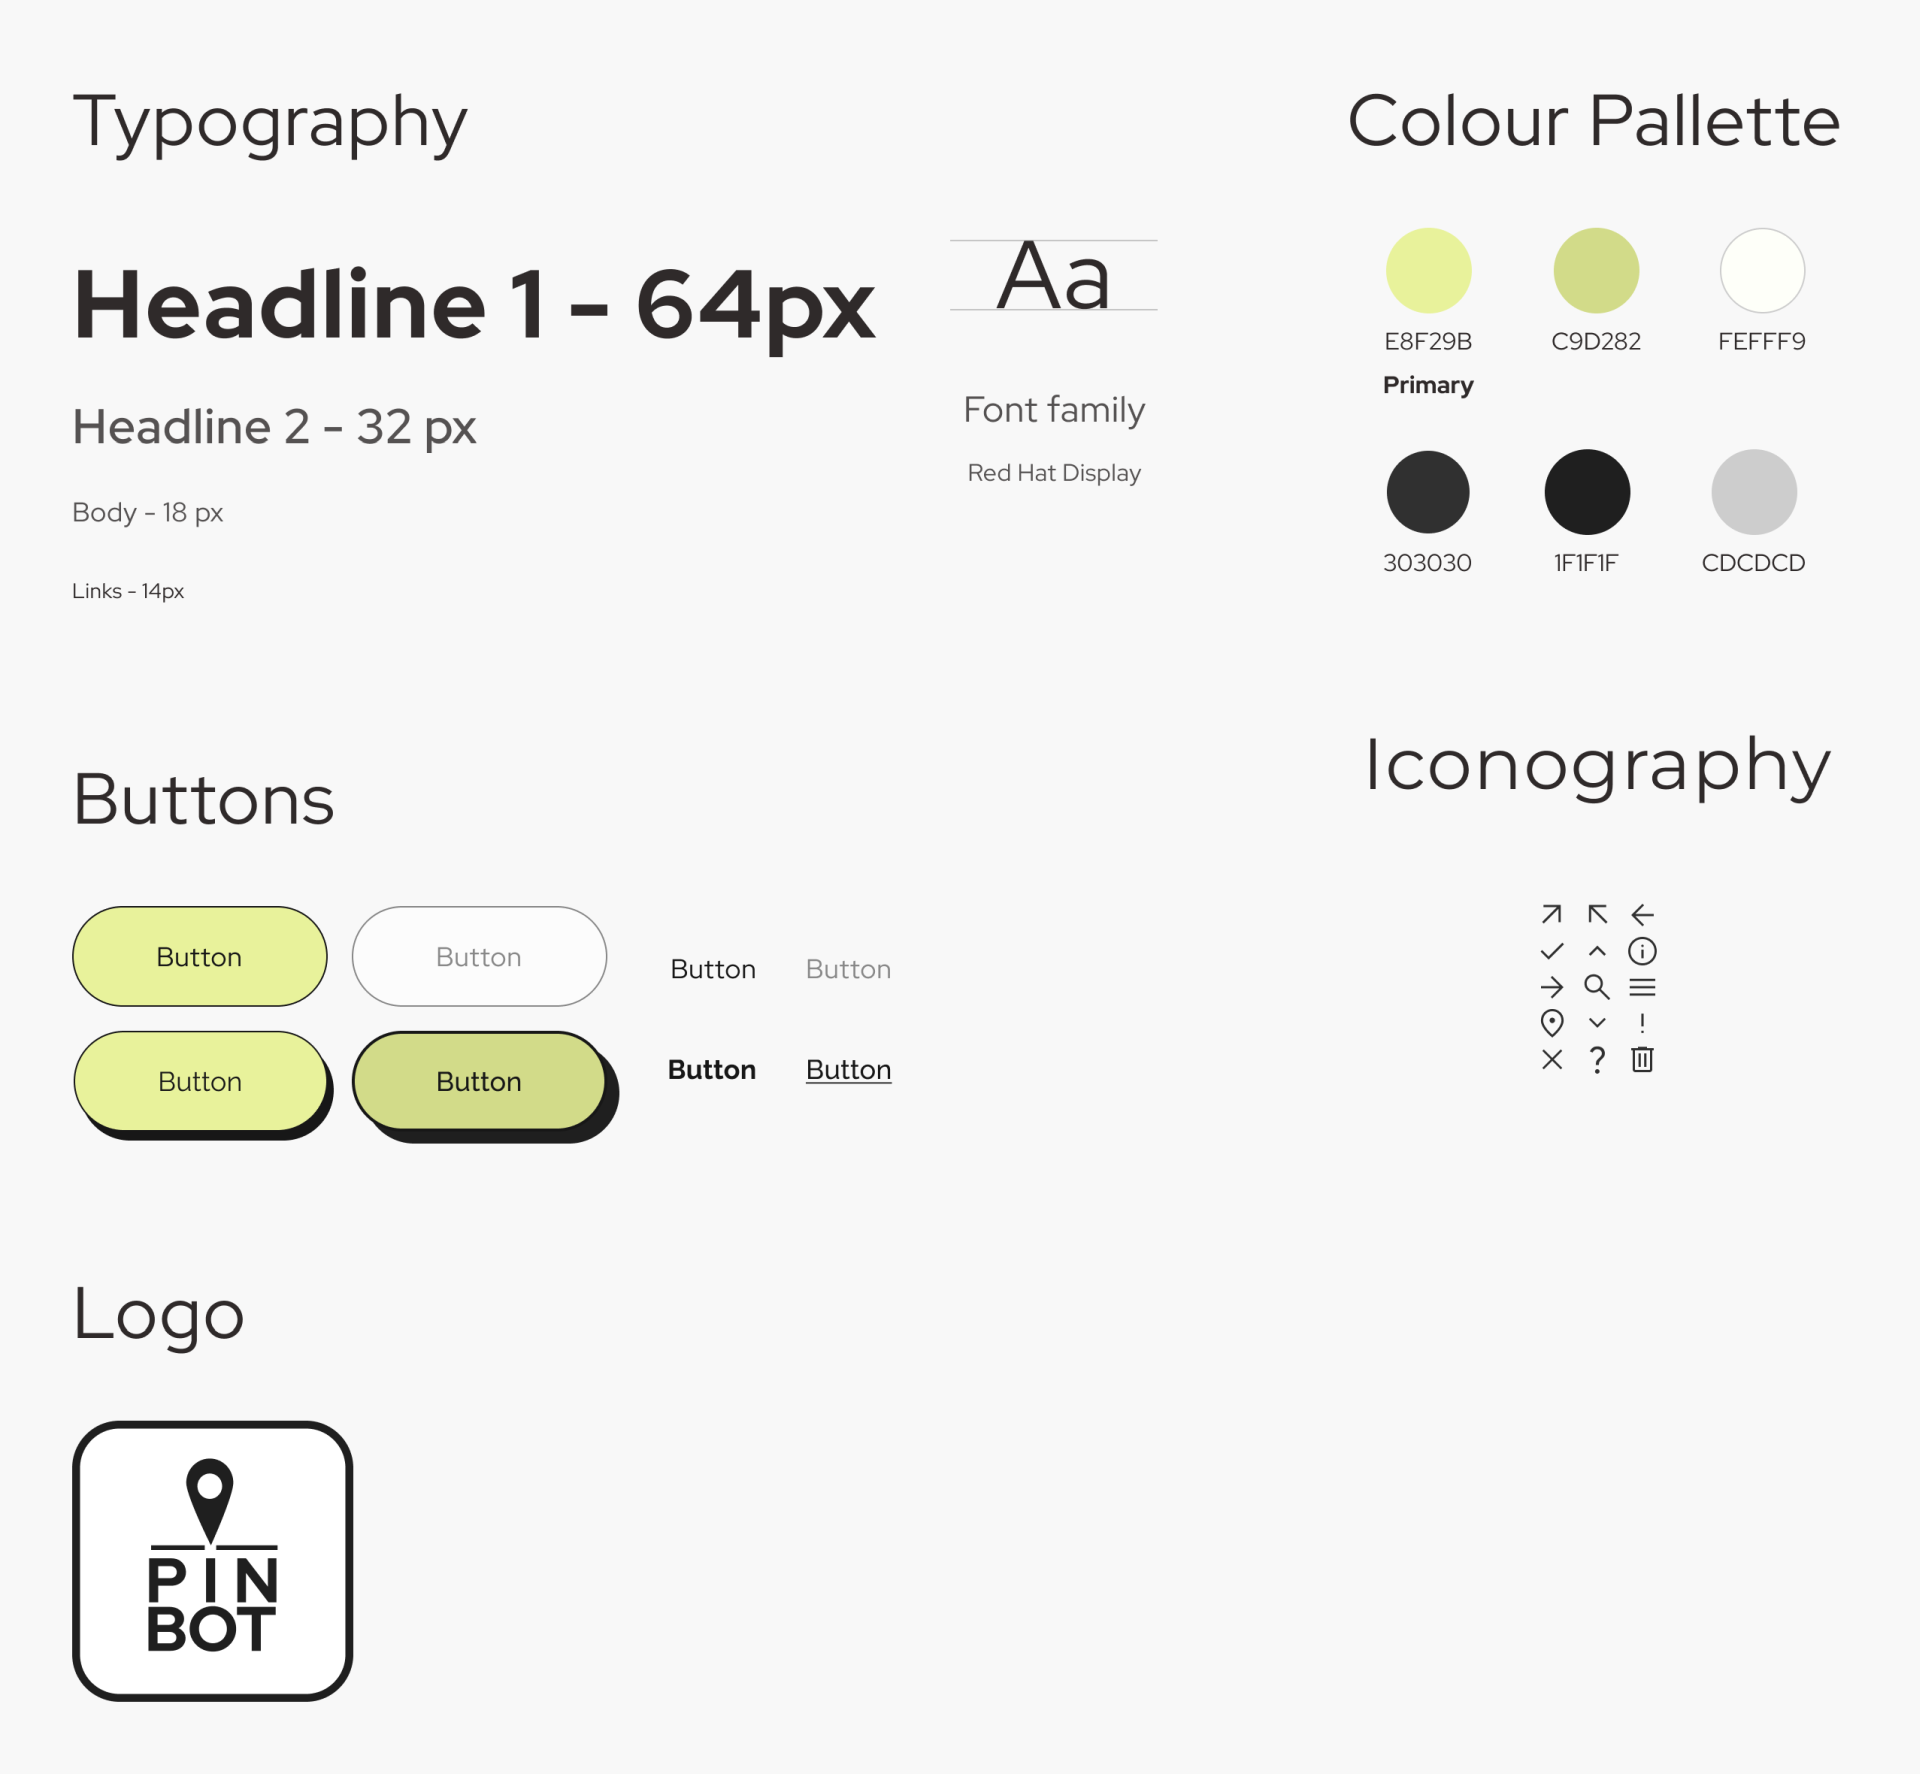 Typography
Headline 1 - 64px
Headline 2 - 32 px
Body - 18 px
Links - 14px
Aa
Font family
Red Hat Display
Colour Pallette
E8F29B
C9D282
FEFFF9
Primary
303030
1F1F1F
CDCDCD
Buttons
Button
Button
Button
Button
Button
Button
Button
Button
Iconography
!
?
Logo
PIN
BOT